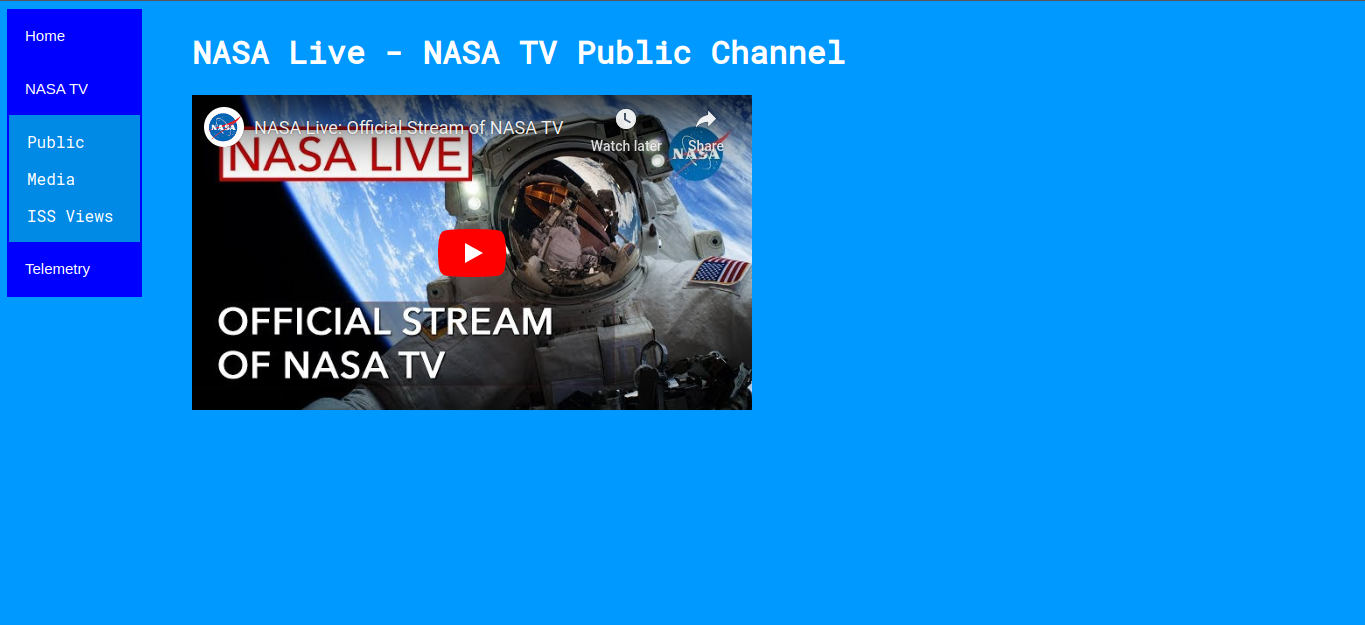 Home
NASA TV
Public
Media
ISS Views
Telemetry
NASA Live - NASA TV Public Channel
NASA
NASA Live: Official Stream of NASA TV
Watch later
Share
NASA LIVE
NASA
OFFICIAL STREAM
OF NASA TV